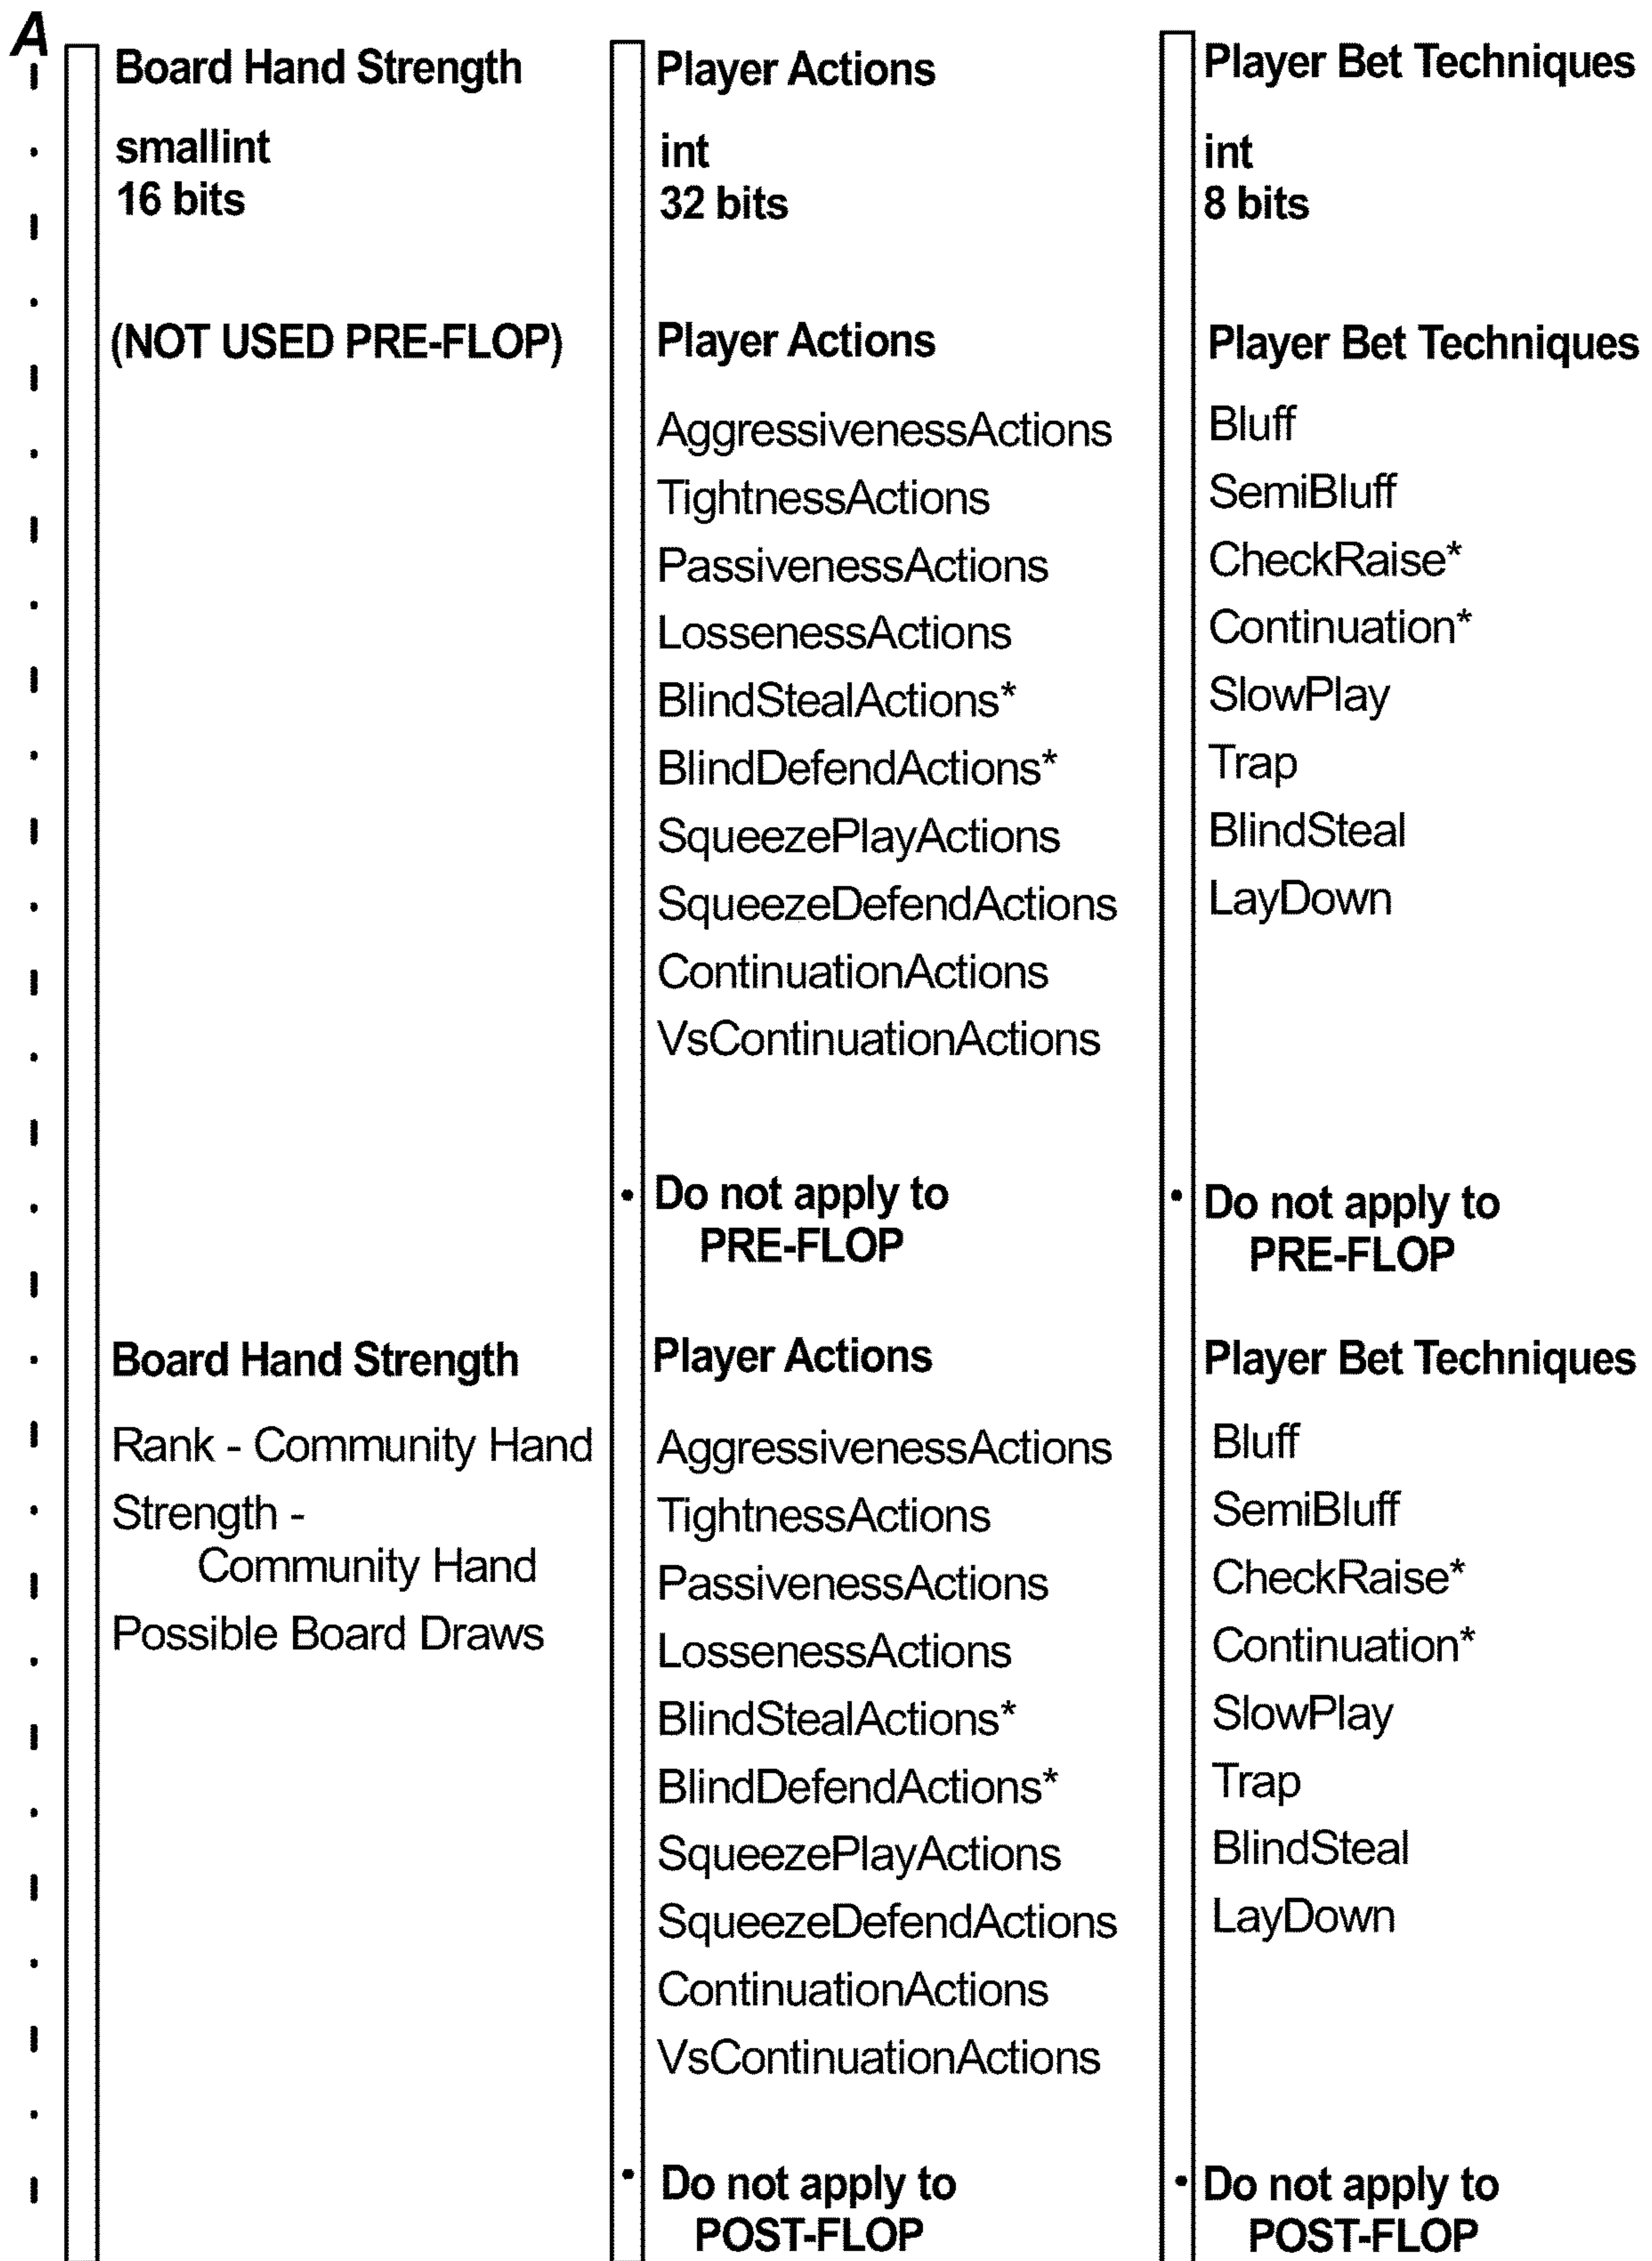 A
Board Hand Strength
smallint
16 bits
(NOT USED PRE-FLOP)
Board Hand Strength
Rank - Community Hand
Strength -
Community Hand
Possible Board Draws
Player Actions
int
32 bits
Player Actions
AggressivenessActions
TightnessActions
PassivenessActions
LossenessActions
BlindStealActions*
BlindDefendActions*
SqueezePlayActions
SqueezeDefendActions
ContinuationActions
VsContinuationActions
• Do not apply to
PRE-FLOP
Player Actions
AggressivenessActions
TightnessActions
PassivenessActions
LossenessActions
BlindStealActions*
BlindDefendActions*
SqueezePlayActions
SqueezeDefendActions
ContinuationActions
VsContinuationActions
• Do not apply to
POST-FLOP
Player Bet Techniques
int
8 bits
Player Bet Techniques
Bluff
SemiBluff
CheckRaise*
Continuation*
SlowPlay
Trap
BlindSteal
LayDown
• Do not apply to
PRE-FLOP
Player Bet Techniques
Bluff
SemiBluff
CheckRaise*
Continuation*
SlowPlay
Trap
BlindSteal
LayDown
• Do not apply to
POST-FLOP